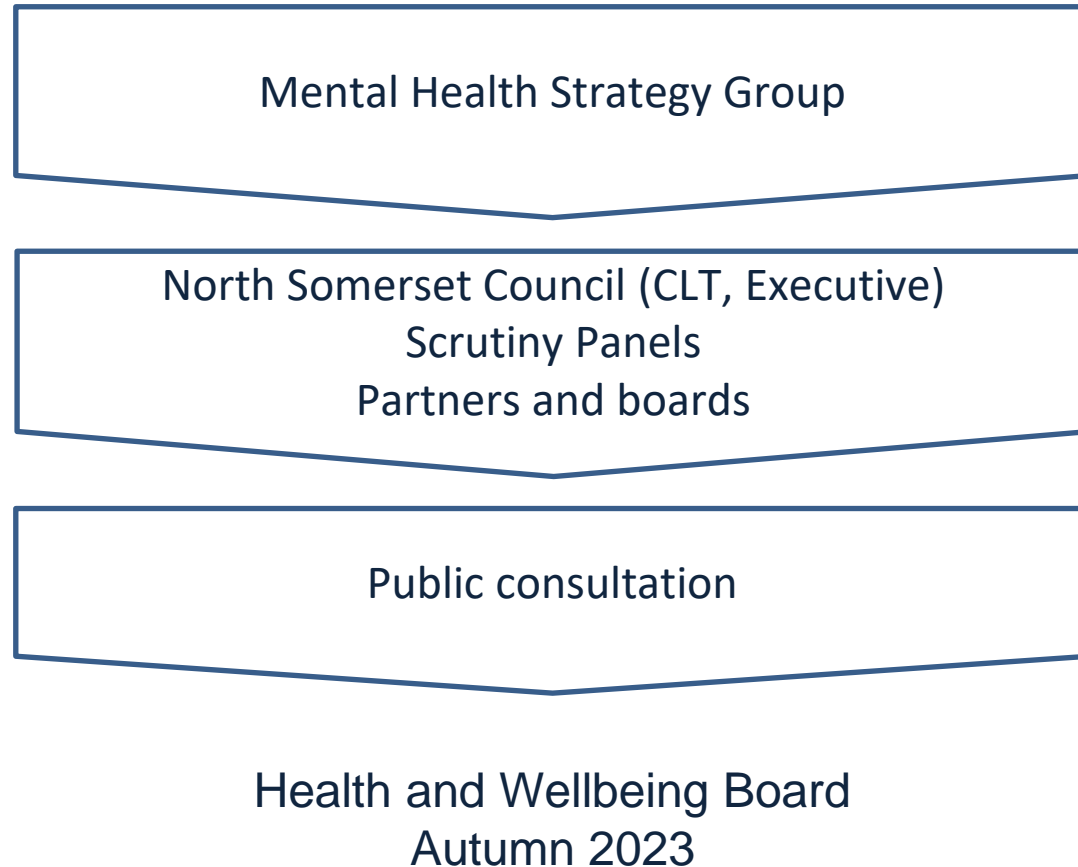 Mental Health Strategy Group
North Somerset Council (CLT, Executive)
Scrutiny Panels
Partners and boards
Public consultation
Health and Wellbeing Board
Autumn 2023